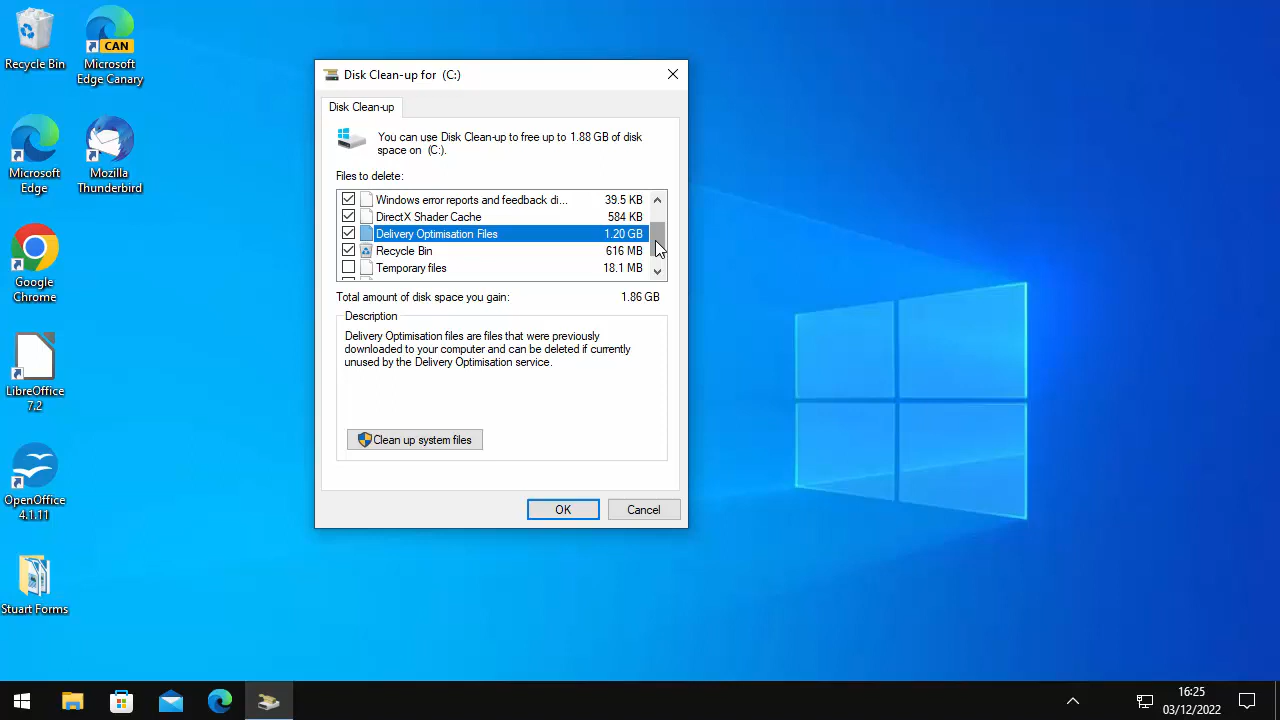 Recycle Bin
CAN
Microsoft
Edge Canary
Microsoft
Edge
Mozilla
Thunderbird
Google
Chrome
LibreOffice
7.2
OpenOffice
4.1.11
Stuart Forms
Disk Clean-up for (C:)
Disk Clean-up
You can use Disk Clean-up to free up to 1.88 GB of disk
space on (C:).
Files to delete:
Windows error reports and feedback di... 39.5 KB
DirectX Shader Cache 584 KB
Delivery Optimisation Files 1.20 GB
Recycle Bin 616 MB
Temporary files 18.1 MB
Total amount of disk space you gain: 1.86 GB
Description
Delivery Optimisation files are files that were previously
downloaded to your computer and can be deleted if currently
unused by the Delivery Optimisation service.
Clean up system files
OK Cancel
16:25
03/12/2022